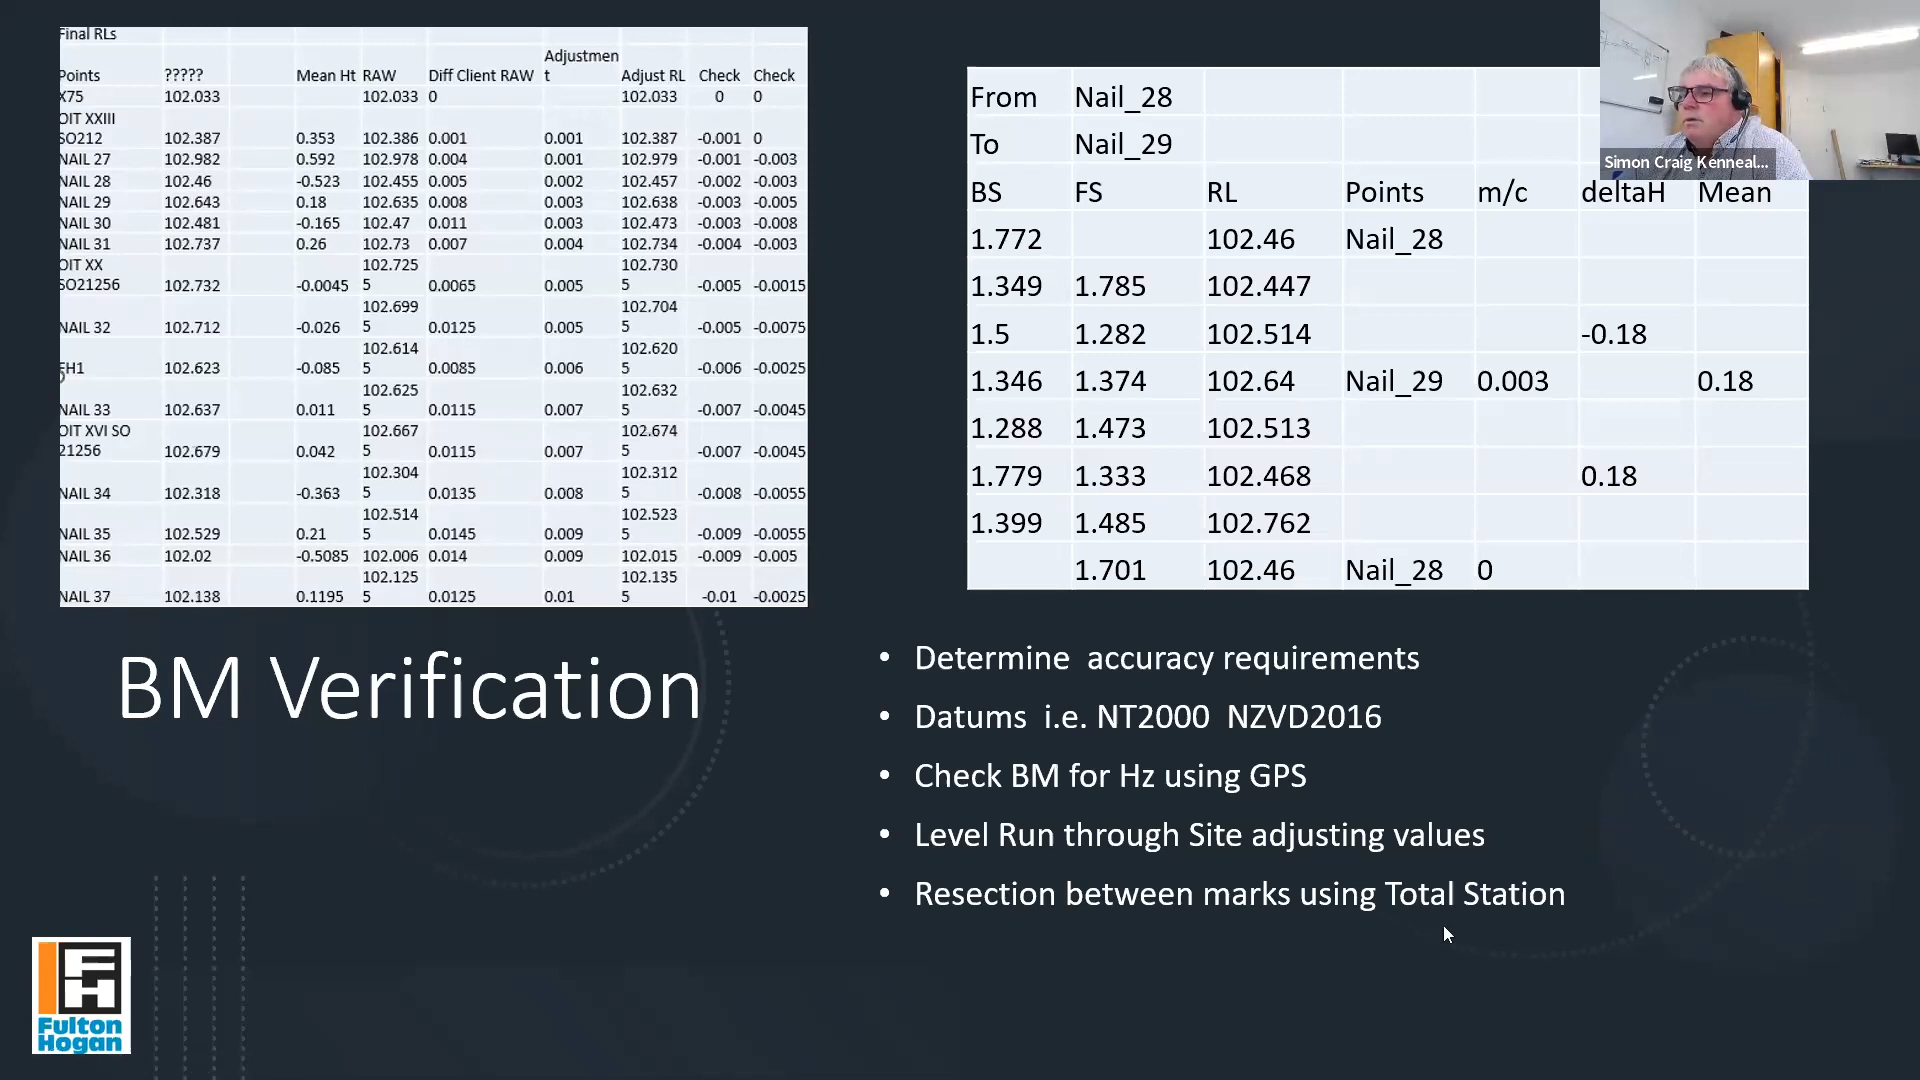 Final RLs
Adjustmen
Points ????? Mean Ht RAW Diff Client RAW t Adjust RL Check Check
X75 102.033 102.033 0 102.033 0 0
OIT XXIII
SO212 102.387 0.353 102.386 0.001 0.001 102.387 -0.001 0
NAIL 27 102.982 0.592 102.978 0.004 0.001 102.979 -0.001 -0.003
NAIL 28 102.46 -0.523 102.455 0.005 0.002 102.457 -0.002 -0.003
NAIL 29 102.643 0.18 102.635 0.008 0.003 102.638 -0.003 -0.005
NAIL 30 102.481 -0.165 102.47 0.011 0.003 102.473 -0.003 -0.008
NAIL 31 102.737 0.26 102.73 0.007 0.004 102.734 -0.004 -0.003
OIT XX 102.725 102.730
SO21256 102.732 -0.0045 5 0.0065 0.005 5 -0.005 -0.0015
102.699 102.704
NAIL 32 102.712 -0.026 5 0.0125 0.005 5 -0.005 -0.0075
102.614 102.620
FH1 102.623 -0.085 5 0.0085 0.006 5 -0.006 -0.0025
102.625 102.632
NAIL 33 102.637 0.011 5 0.0115 0.007 5 -0.007 -0.0045
OIT XVI SO 102.667 102.674
21256 102.679 0.042 5 0.0115 0.007 5 -0.007 -0.0045
102.304 102.312
NAIL 34 102.318 -0.363 5 0.0135 0.008 5 -0.008 -0.0055
102.514 102.523
NAIL 35 102.529 0.21 5 0.0145 0.009 5 -0.009 -0.0055
NAIL 36 102.02 -0.5085 102.006 0.014 0.009 102.015 -0.009 -0.005
102.125 102.135
NAIL 37 102.138 0.1195 5 0.0125 0.01 5 -0.01 -0.0025
From Nail_28
To Nail_29
BS FS RL Points m/c deltaH Mean
1.772 102.46 Nail_28
1.349 1.785 102.447
1.5 1.282 102.514 -0.18
1.346 1.374 102.64 Nail_29 0.003 0.18
1.288 1.473 102.513
1.779 1.333 102.468 0.18
1.399 1.485 102.762
1.701 102.46 Nail_28 0
Simon Craig Kenneal...
BM Verification
• Determine accuracy requirements
• Datums i.e. NT2000 NZVD2016
• Check BM for Hz using GPS
• Level Run through Site adjusting values
• Resection between marks using Total Station
FH
Fulton
Hogan